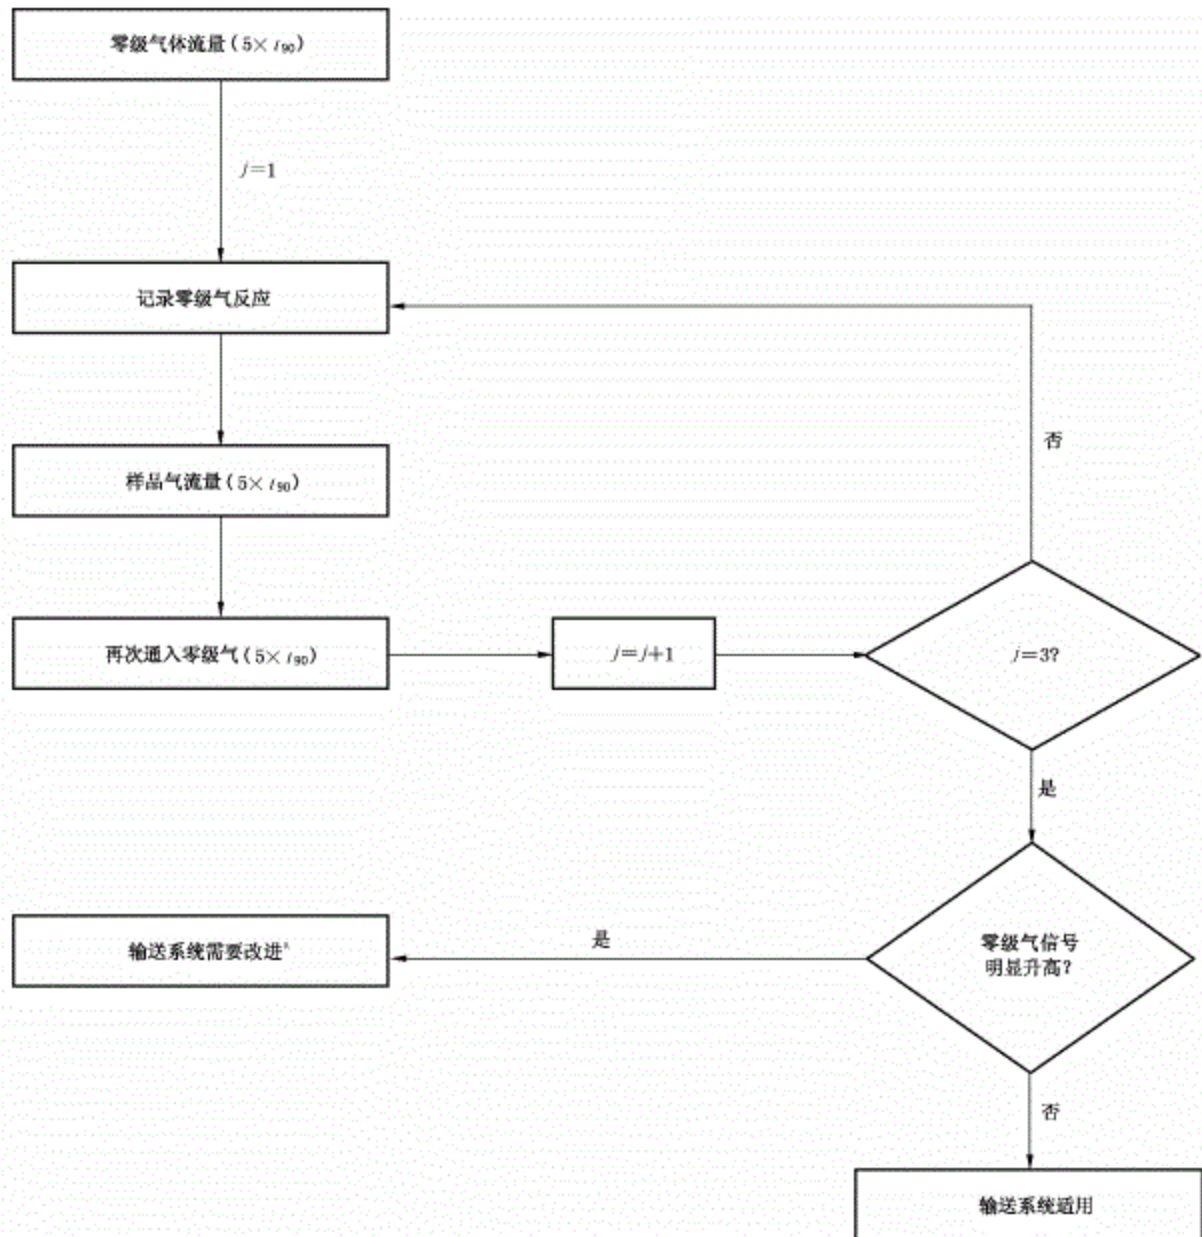 零级气体流量(5×t90)
j=1
记录零级气反应
否
样品气流量(5×t90)
再次通入零级气(5×t90)
j=j+1
j=3?
是
输送系统需要改进a
是
零级气信号
明显升高?
否
输送系统适用